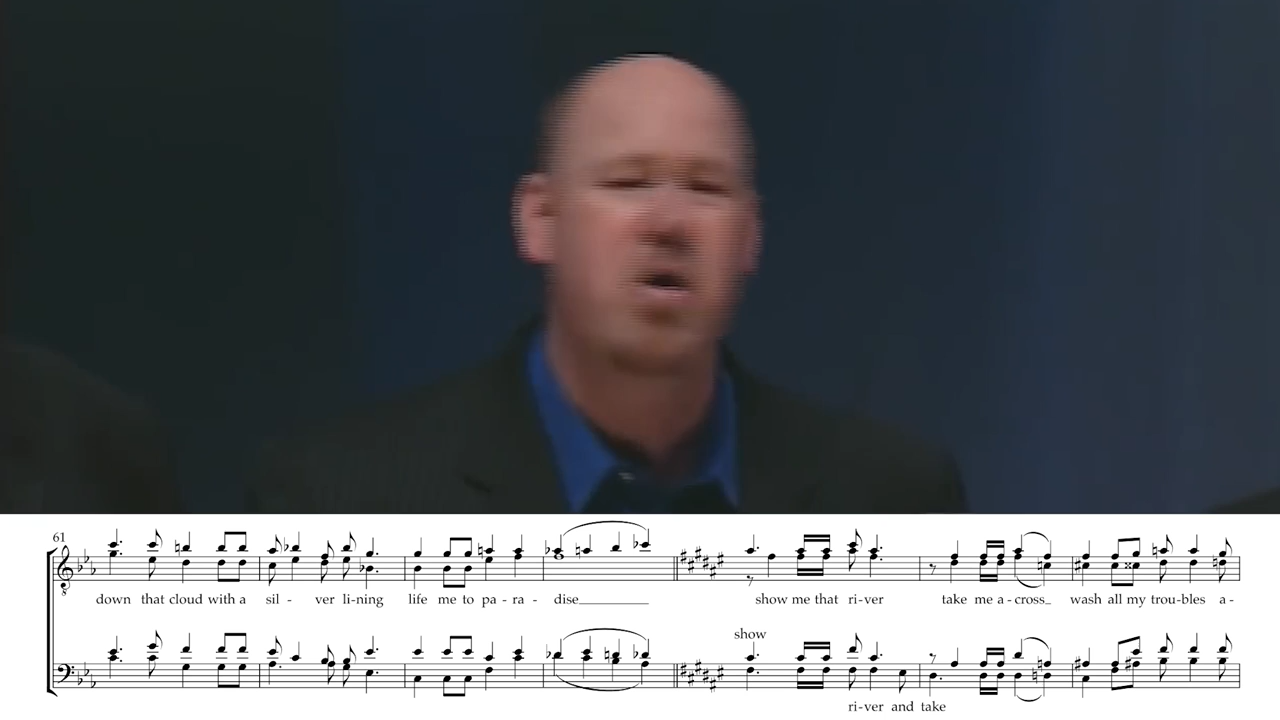 61
down that cloud with a sil - ver li-ning life me to pa - ra - dise show me that ri-ver take me a-cross wash all my trou-bles a-
show
ri-ver and take